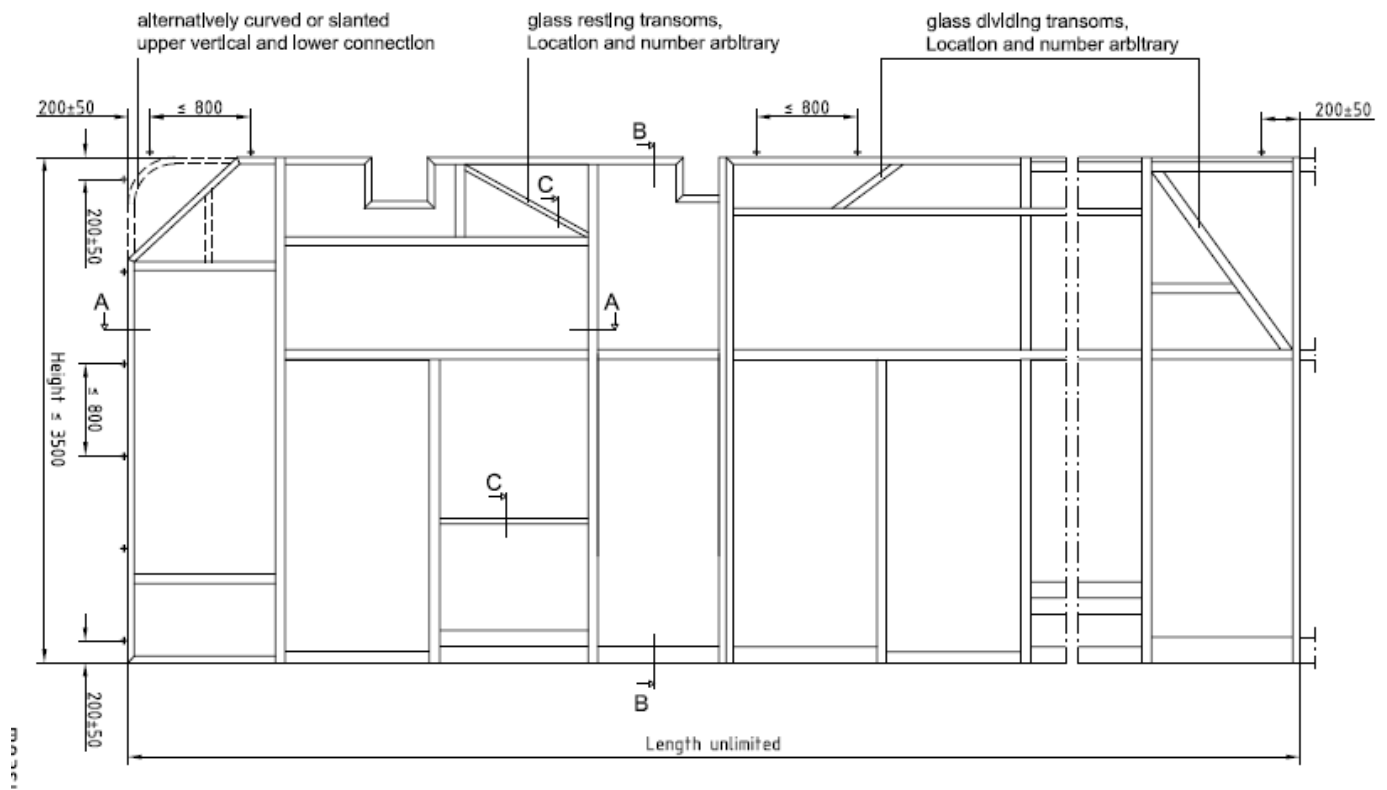 alternatively curved or slanted
upper vertical and lower connection
glass resting transoms,
Location and number arbitrary
glass dividing transoms,
Location and number arbitrary
200±50
≤ 800
B
≤ 800
200±50
C
200±50
A
A
Height ≤ 3500
≤ 800
C
200±50
B
Length unlimited